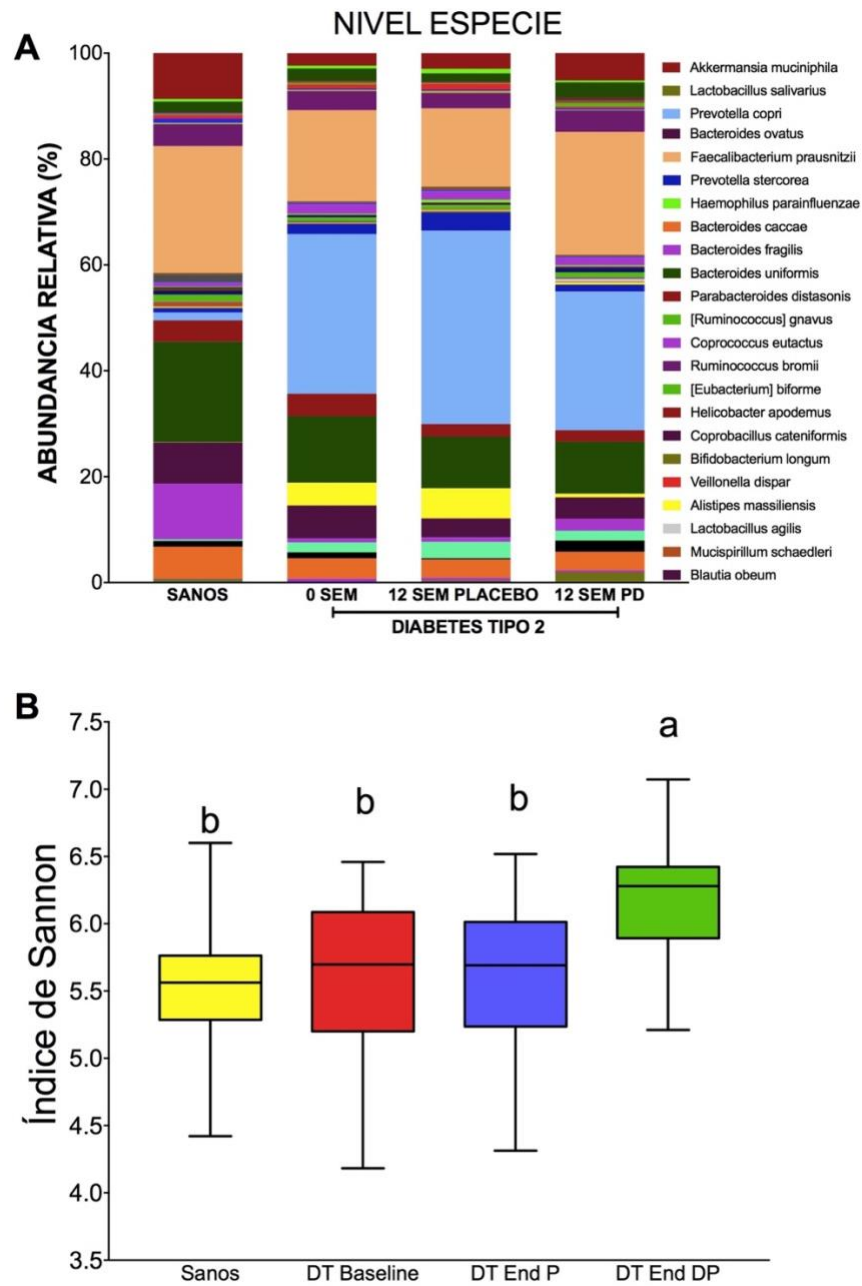 NIVEL ESPECIE
A
ABUNDANCIA RELATIVA (%)
100
80
60
40
20
0
SANOS
0 SEM
12 SEM PLACEBO
12 SEM PD
DIABETES TIPO 2
Akkermansia muciniphila
Lactobacillus salivarius
Prevotella copri
Bacteroides ovatus
Faecalibacterium prausnitzii
Prevotella stercorea
Haemophilus parainfluenzae
Bacteroides caccae
Bacteroides fragilis
Bacteroides uniformis
Parabacteroides distasonis
[Ruminococcus] gnavus
Coprococcus eutactus
Ruminococcus bromii
[Eubacterium] biforme
Helicobacter apodemus
Coprobacillus cateniformis
Bifidobacterium longum
Veillonella dispar
Alistipes massiliensis
Lactobacillus agilis
Mucispirillum schaedleri
Blautia obeum
B
Índice de Sannon
7.5
7.0
6.5
6.0
5.5
5.0
4.5
4.0
3.5
b
b
b
a
Sanos
DT Baseline
DT End P
DT End DP